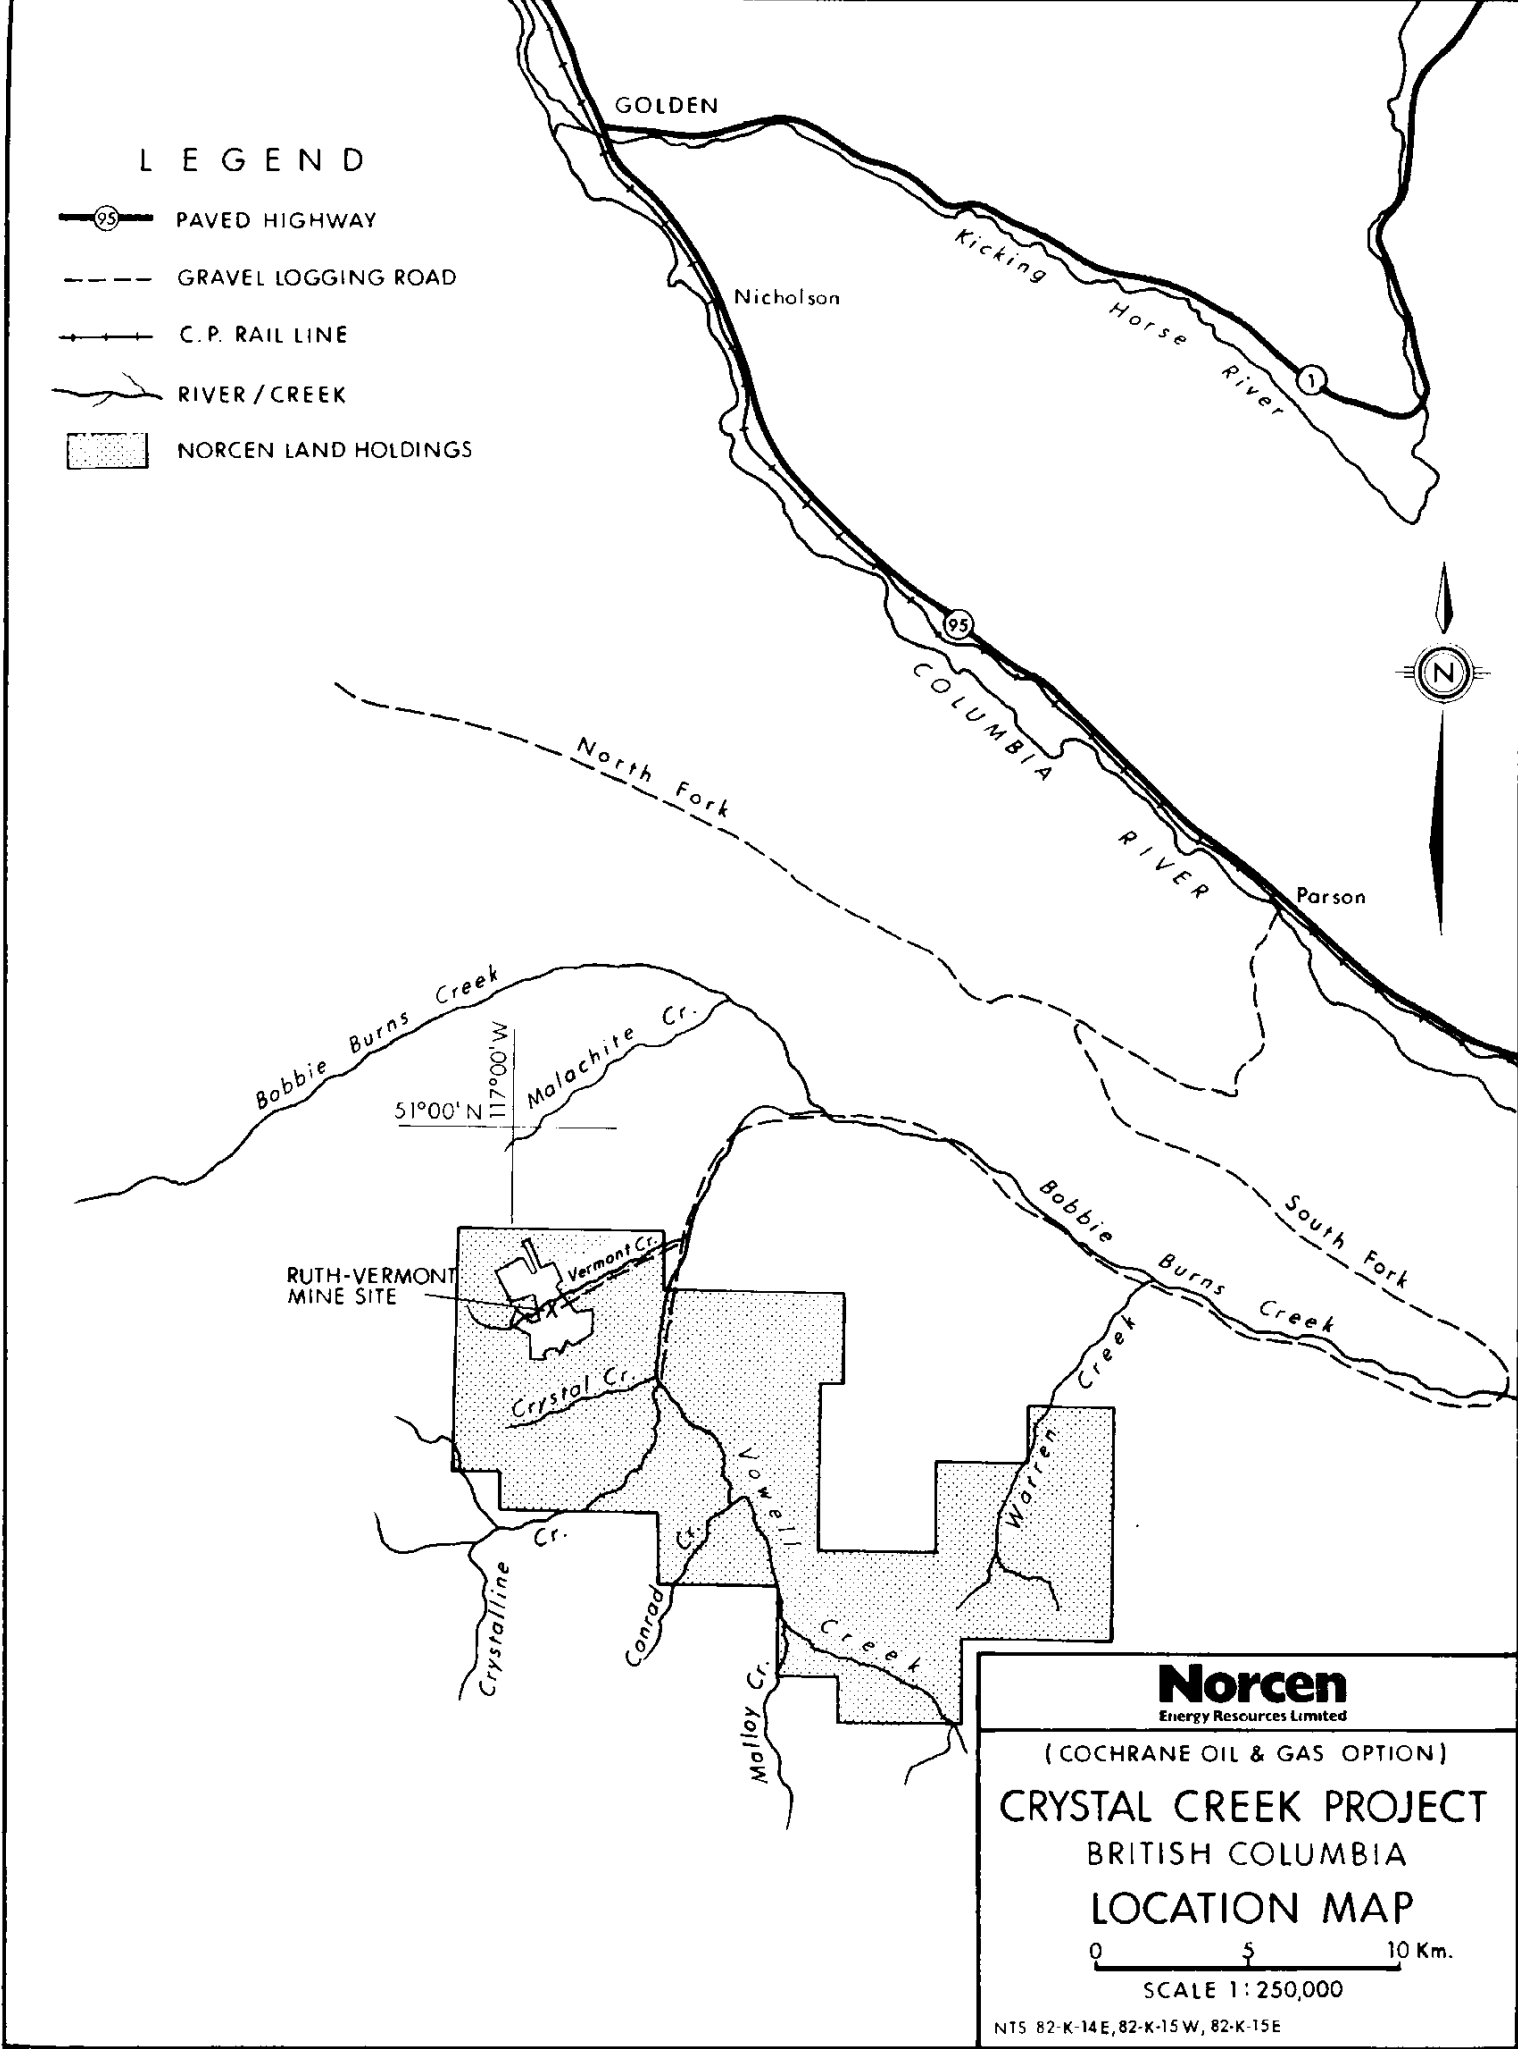 GOLDEN
L E G E N D
95 PAVED HIGHWAY
GRAVEL LOGGING ROAD
C.P. RAIL LINE
RIVER/CREEK
NORCEN LAND HOLDINGS
Kicking Horse River
1
Nicholson
95
N
COLUMBIA RIVER
North Fork
Parson
Bobbie Burns Creek
Malachite Cr.
117°00'W
51°00'N
Bobbie Burns Creek
South Fork
Vermont Cr.
RUTH-VERMONT
MINE SITE
Crystal Cr.
Warren Creek
Vowell Creek
Crystalline Cr.
Conrad Cr.
Malloy Cr.
Norcen
Energy Resources Limited
(COCHRANE OIL & GAS OPTION)
CRYSTAL CREEK PROJECT
BRITISH COLUMBIA
LOCATION MAP
0 5 10 Km.
SCALE 1:250,000
NTS 82-K-14E, 82-K-15W, 82-K-15E